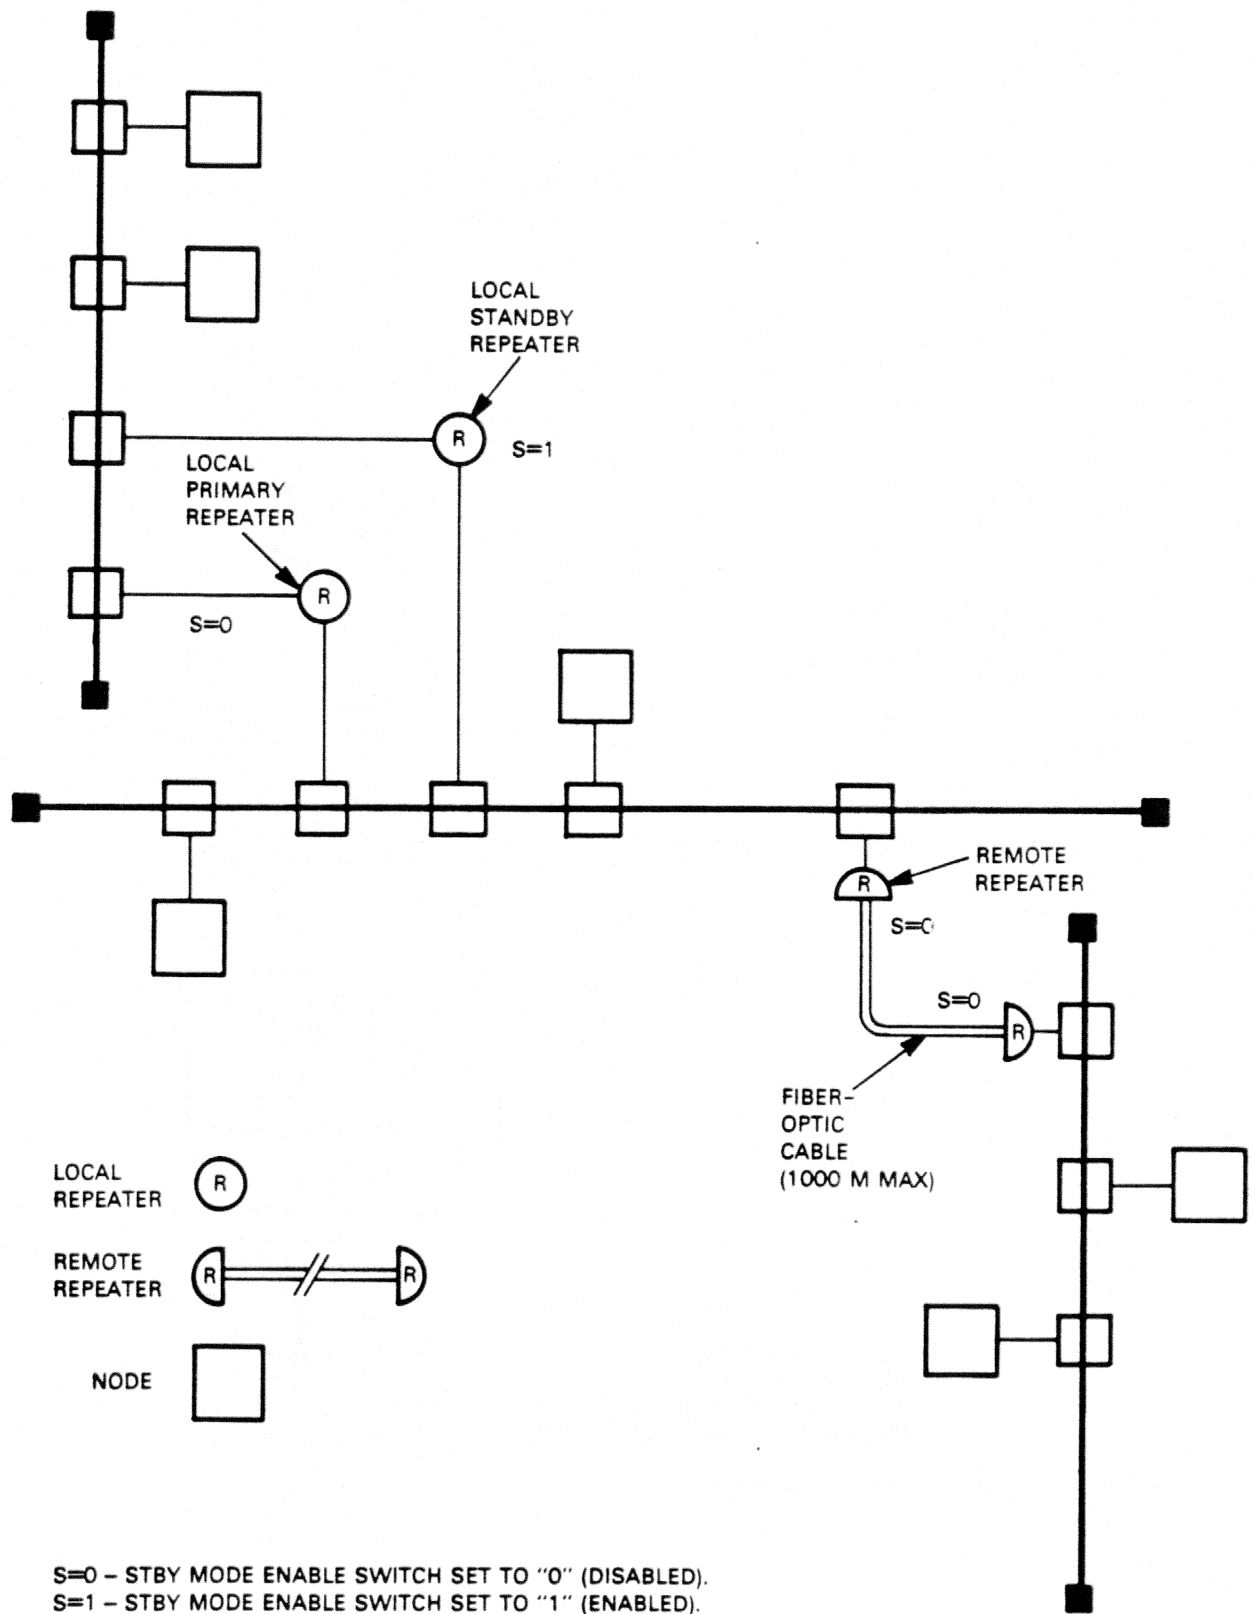 LOCAL
STANDBY
REPEATER
R
S=1
LOCAL
PRIMARY
REPEATER
R
S=0
REMOTE
REPEATER
R
S=0
S=0
R
FIBER-
OPTIC
CABLE
(1000 M MAX)
LOCAL
REPEATER
R
REMOTE
REPEATER
R
R
NODE
S=0 – STBY MODE ENABLE SWITCH SET TO "0" (DISABLED).
S=1 – STBY MODE ENABLE SWITCH SET TO "1" (ENABLED).